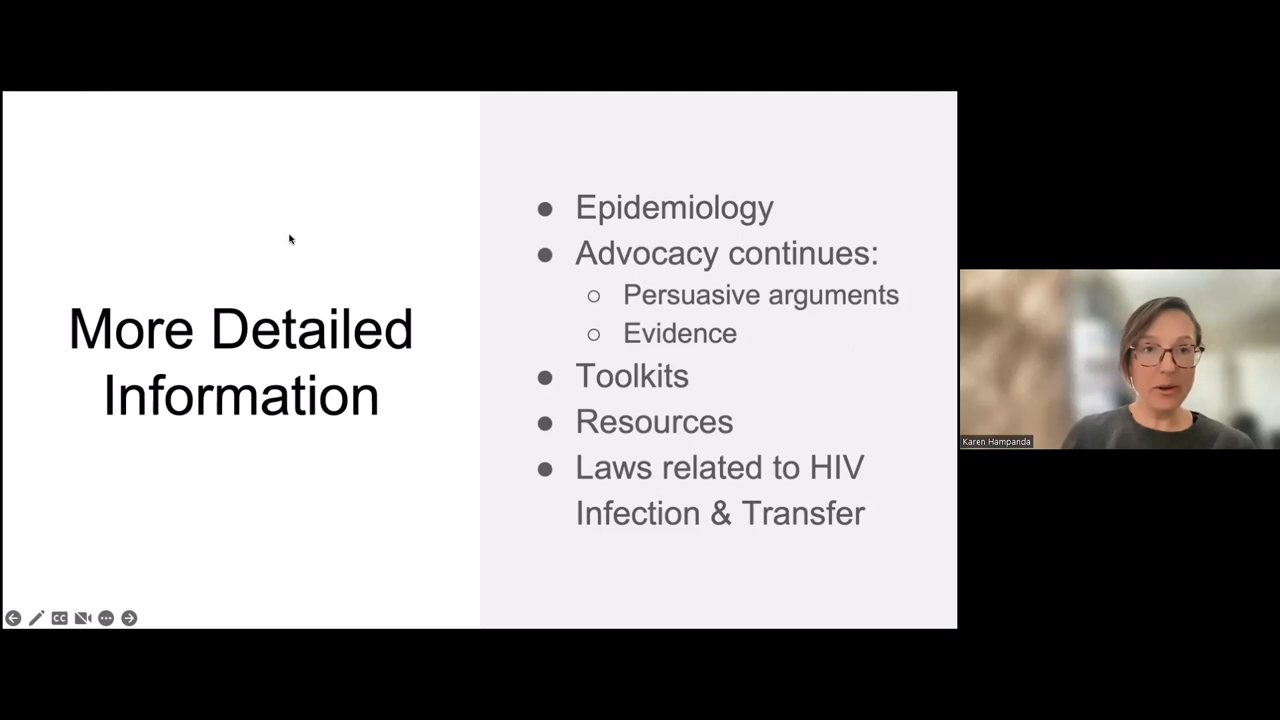 More Detailed
Information
● Epidemiology
● Advocacy continues:
○ Persuasive arguments
○ Evidence
● Toolkits
● Resources
● Laws related to HIV
Infection & Transfer
CC
Karen Hampanda